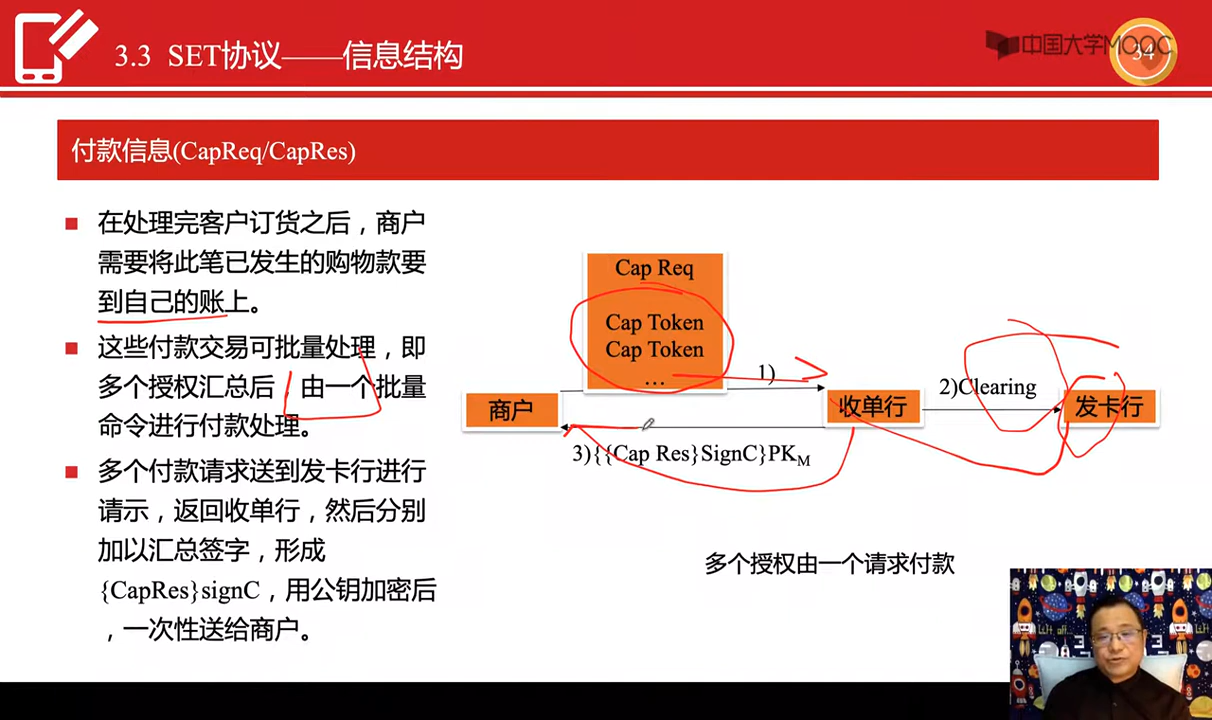 3.3 SET协议——信息结构
中国大学MOOC
34
付款信息(CapReq/CapRes)
在处理完客户订货之后，商户
需要将此笔已发生的购物款要
到自己的账上。
这些付款交易可批量处理，即
多个授权汇总后 由一个批量
命令进行付款处理。
多个付款请求送到发卡行进行
请示，返回收单行，然后分别
加以汇总签字，形成
{CapRes}signC，用公钥加密后
，一次性送给商户。
Cap Req
Cap Token
Cap Token
...
1)
2)Clearing
商户
收单行
发卡行
3){{Cap Res}SignC}PKM
多个授权由一个请求付款